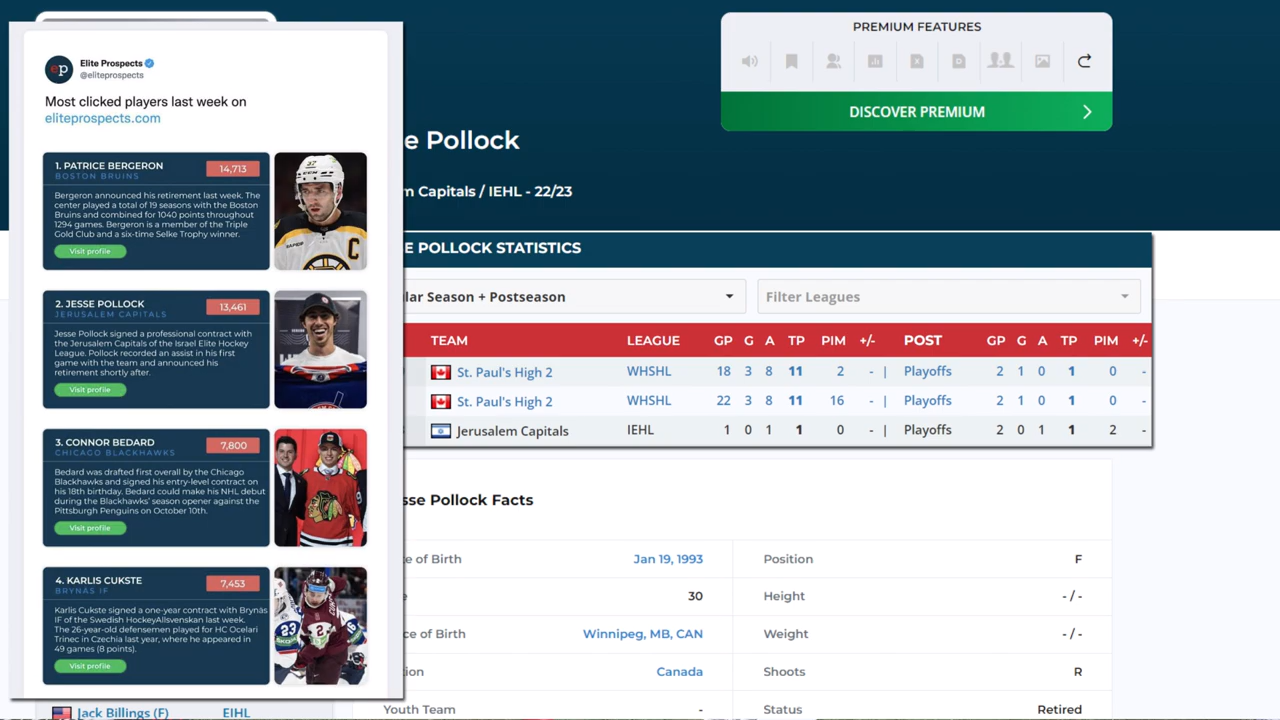 ep
Elite Prospects
@eliteprospects
Most clicked players last week on
eliteprospects.com
1. PATRICE BERGERON
14,713
BOSTON BRUINS
Bergeron announced his retirement last week. The
center played a total of 19 seasons with the Boston
Bruins and combined for 1040 points throughout
1294 games. Bergeron is a member of the Triple
Gold Club and a six-time Selke Trophy winner.
Visit profile
2. JESSE POLLOCK
13,461
JERUSALEM CAPITALS
Jesse Pollock signed a professional contract with
the Jerusalem Capitals of the Israel Elite Hockey
League. Pollock recorded an assist in his first
game with the team and announced his
retirement shortly after.
Visit profile
3. CONNOR BEDARD
7,800
CHICAGO BLACKHAWKS
Bedard was drafted first overall by the Chicago
Blackhawks and signed his entry-level contract on
his 18th birthday. Bedard could make his NHL debut
during the Blackhawks' season opener against the
Pittsburgh Penguins on October 10th.
Visit profile
4. KARLIS CUKSTE
7,453
BRYNÄS IF
Karlis Cukste signed a one-year contract with Brynäs
IF of the Swedish HockeyAllsvenskan last week.
The 26-year-old defensemen played for HC Ocelari
Trinec in Czechia last year, where he appeared in
49 games (8 points).
Visit profile
Jack Billings (F) EIHL
PREMIUM FEATURES
DISCOVER PREMIUM
e Pollock
m Capitals / IEHL - 22/23
E POLLOCK STATISTICS
lar Season + Postseason
Filter Leagues
TEAM LEAGUE GP G A TP PIM +/- POST GP G A TP PIM +/-
St. Paul's High 2 WHSHL 18 3 8 11 2 - | Playoffs 2 1 0 1 0 -
St. Paul's High 2 WHSHL 22 3 8 11 16 - | Playoffs 2 1 0 1 0 -
Jerusalem Capitals IEHL 1 0 1 1 0 - | Playoffs 2 0 1 1 2 -
sse Pollock Facts
e of Birth Jan 19, 1993 Position F
e 30 Height - / -
ce of Birth Winnipeg, MB, CAN Weight - / -
ion Canada Shoots R
Youth Team - Status Retired